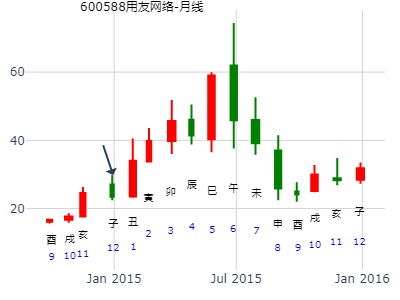 600588用友网络-月线
60
40
20
酉 戌 亥 子 丑 寅 卯 辰 巳 午 未 申 酉 戌 亥 子
9 10 11 12 1 2 3 4 5 6 7 8 9 10 11 12
Jan 2015 Jul 2015 Jan 2016